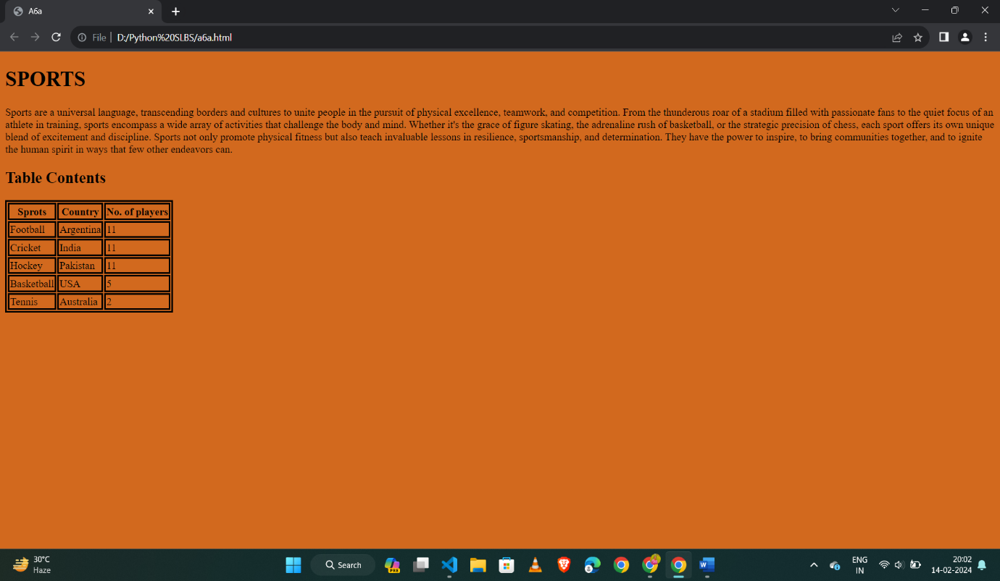 A6a
File
D:/Python%20SLBS/a6a.html
SPORTS
Sports are a universal language, transcending borders and cultures to unite people in the pursuit of physical excellence, teamwork, and competition. From the thunderous roar of a stadium filled with passionate fans to the quiet focus of an
athlete in training, sports encompass a wide array of activities that challenge the body and mind. Whether it's the grace of figure skating, the adrenaline rush of basketball, or the strategic precision of chess, each sport offers its own unique
blend of excitement and discipline. Sports not only promote physical fitness but also teach invaluable lessons in resilience, sportsmanship, and determination. They have the power to inspire, to bring communities together, and to ignite
the human spirit in ways that few other endeavors can.
Table Contents
Sprots Country No. of players
Football Argentina 11
Cricket India 11
Hockey Pakistan 11
Basketball USA 5
Tennis Australia 2
30°C
Haze
Search
PRE
ENG
IN
20:02
14-02-2024